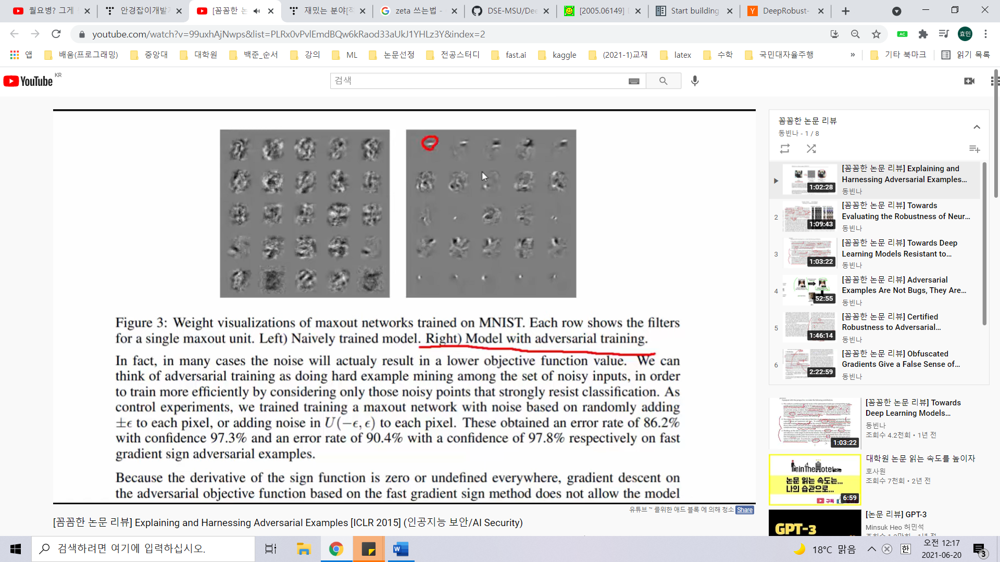 월요병? 그게
안경잡이개발자
[꼼꼼한 논
재밌는 분야[적
zeta 쓰는법 -
DSE-MSU/Dee
[2005.06149]
Start building
DeepRobust-
youtube.com/watch?v=99uxhAjNwps&list=PLRx0vPvlEmdBQw6kRaod33aUkJ1YHLz3Y&index=2
AC
효민
앱 배움(프로그래밍) 중앙대 대학원 백준_순서 강의 ML 논문선정 전공스터디 fast.ai kaggle (2021-1)교재 latex 수학 국민대자율주행 » 기타 북마크 읽기 목록
YouTube KR
검색
Figure 3: Weight visualizations of maxout networks trained on MNIST. Each row shows the filters
for a single maxout unit. Left) Naively trained model. Right) Model with adversarial training.
In fact, in many cases the noise will actualy result in a lower objective function value. We can
think of adversarial training as doing hard example mining among the set of noisy inputs, in order
to train more efficiently by considering only those noisy points that strongly resist classification. As
control experiments, we trained training a maxout network with noise based on randomly adding
±ϵ to each pixel, or adding noise in U(−ϵ, ϵ) to each pixel. These obtained an error rate of 86.2%
with confidence 97.3% and an error rate of 90.4% with a confidence of 97.8% respectively on fast
gradient sign adversarial examples.
Because the derivative of the sign function is zero or undefined everywhere, gradient descent on
the adversarial objective function based on the fast gradient sign method does not allow the model
유튜브 ™ 를위한 애드 블록 에 의해 청소 Share
[꼼꼼한 논문 리뷰] Explaining and Harnessing Adversarial Examples [ICLR 2015] (인공지능 보안/AI Security)
꼼꼼한 논문 리뷰
동빈나 - 1 / 8
[꼼꼼한 논문 리뷰] Explaining and
Harnessing Adversarial Examples...
1:02:28
동빈나
2
[꼼꼼한 논문 리뷰] Towards
Evaluating the Robustness of Neur...
1:09:43
동빈나
3
[꼼꼼한 논문 리뷰] Towards Deep
Learning Models Resistant to...
1:03:22
동빈나
4
[꼼꼼한 논문 리뷰] Adversarial
Examples Are Not Bugs, They Are...
52:55
동빈나
5
[꼼꼼한 논문 리뷰] Certified
Robustness to Adversarial...
1:46:14
동빈나
6
[꼼꼼한 논문 리뷰] Obfuscated
Gradients Give a False Sense of...
2:22:59
동빈나
[꼼꼼한 논문 리뷰] Towards
Deep Learning Models...
동빈나
조회수 4.2천회 • 1년 전
1:03:22
minTheHotel
논문 읽는 속도는...
나의 습관으로...
구독
6:59
대학원 논문 읽는 속도를 높이자
호사원
조회수 7천회 • 2년 전
GPT-3
[논문 리뷰] GPT-3
Minsuk Heo 허민석
검색하려면 여기에 입력하십시오.
18°C 맑음
한
오전 12:17
2021-06-20
3